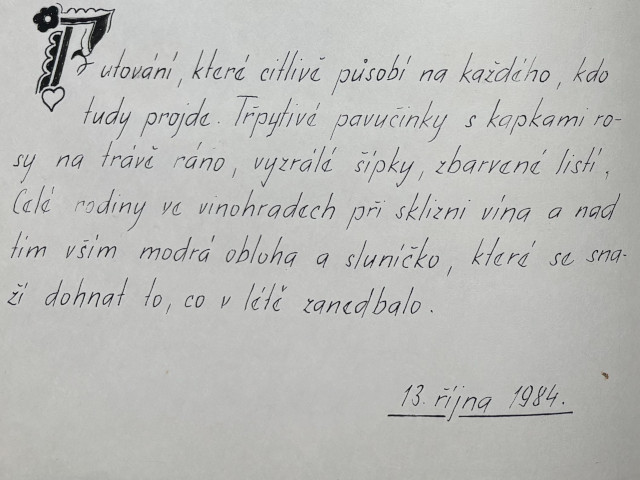 Putování, které citlivě působí na každého, kdo
tudy projde. Třpytivé pavučinky s kapkami ro-
sy na trávě ráno, vyzrálé šípky, zbarvené listí.
Celé rodiny ve vinohradech při sklizni vína a nad
tím vším modrá obloha a sluníčko, které se sna-
ží dohnat to, co v létě zanedbalo.
13. října 1984.